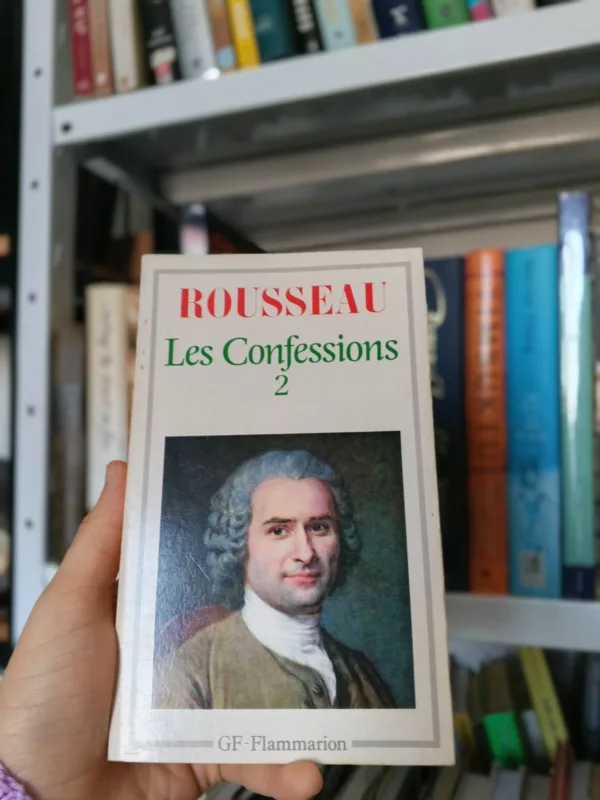 ROUSSEAU
Les Confessions
2
GF-Flammarion